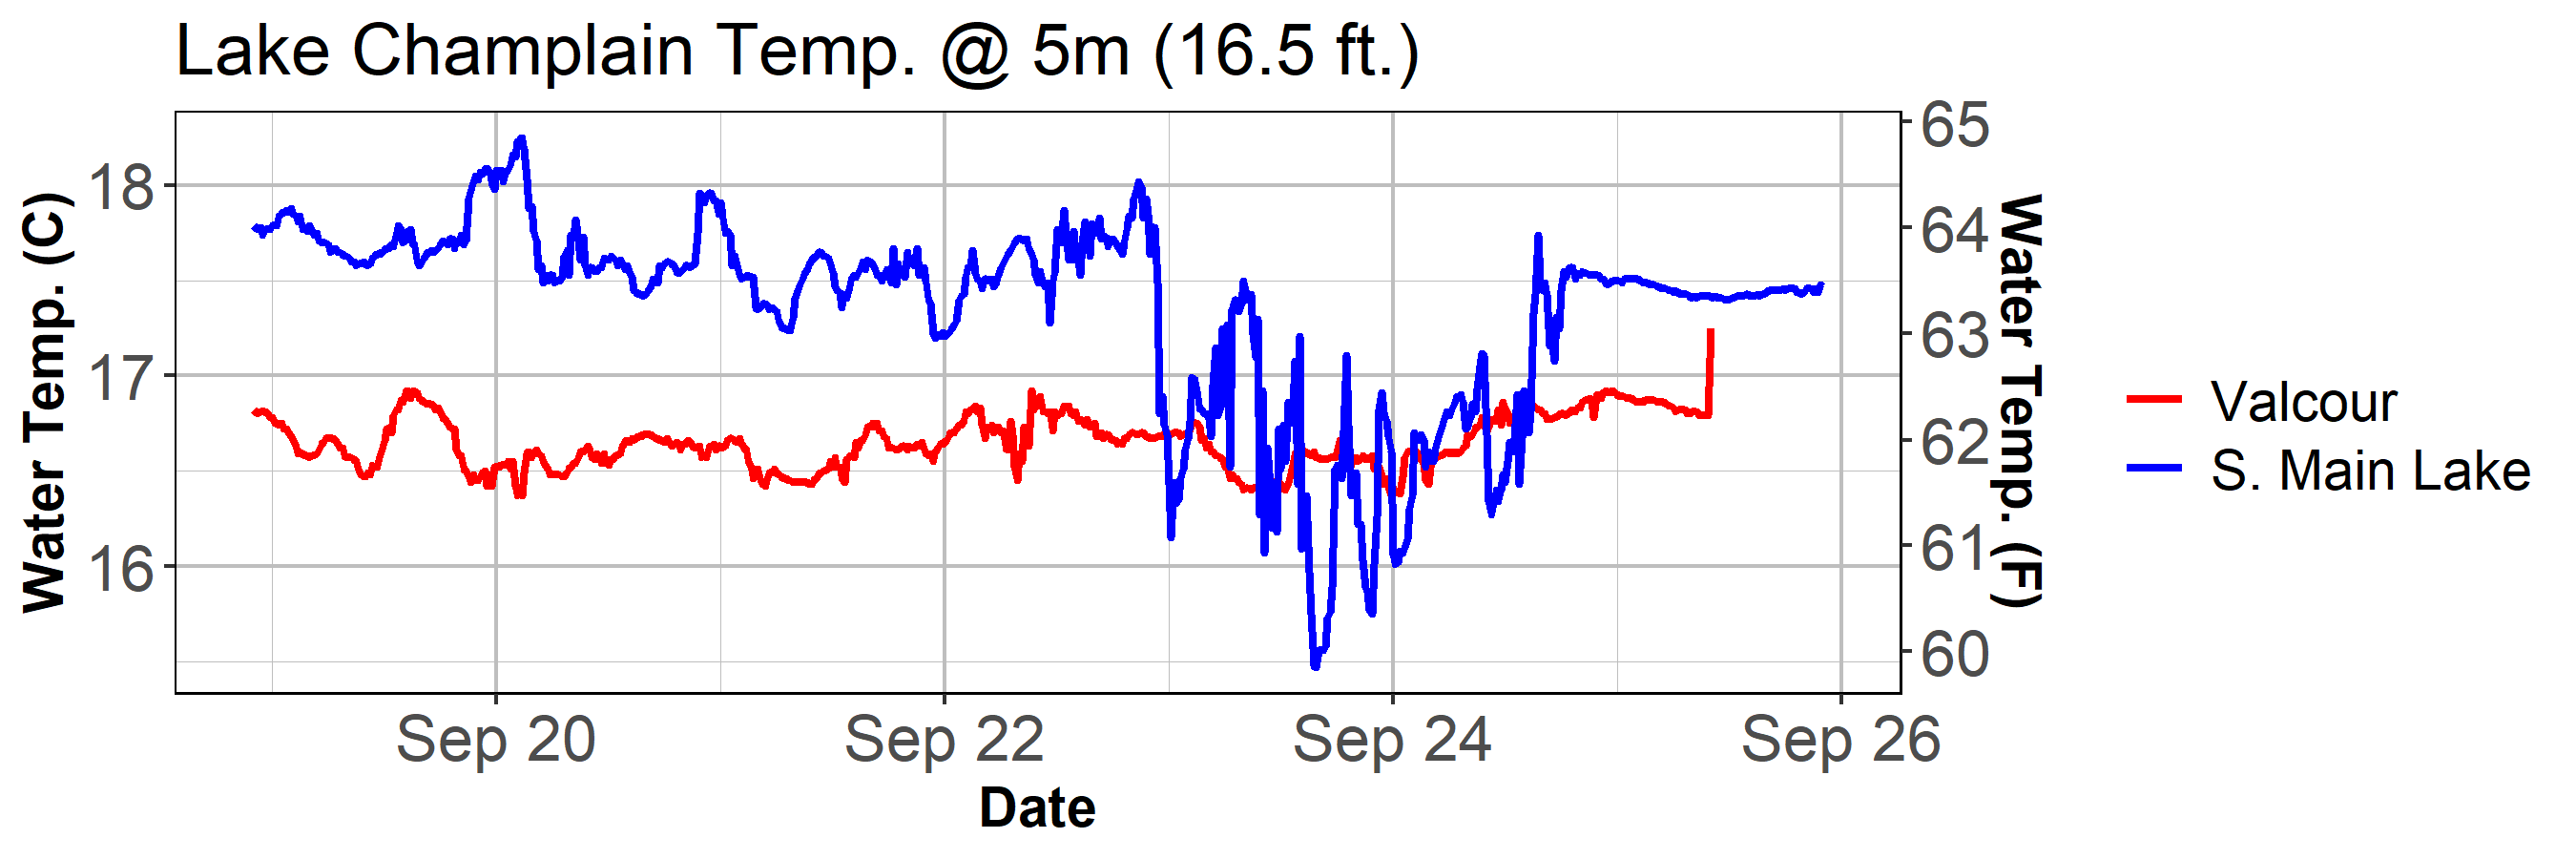 Lake Champlain Temp. @ 5m (16.5 ft.)
Water Temp. (C)
18
17
16
65
64
63
62
61
60
Water Temp. (F)
Sep 20
Sep 22
Sep 24
Sep 26
Date
Valcour
S. Main Lake